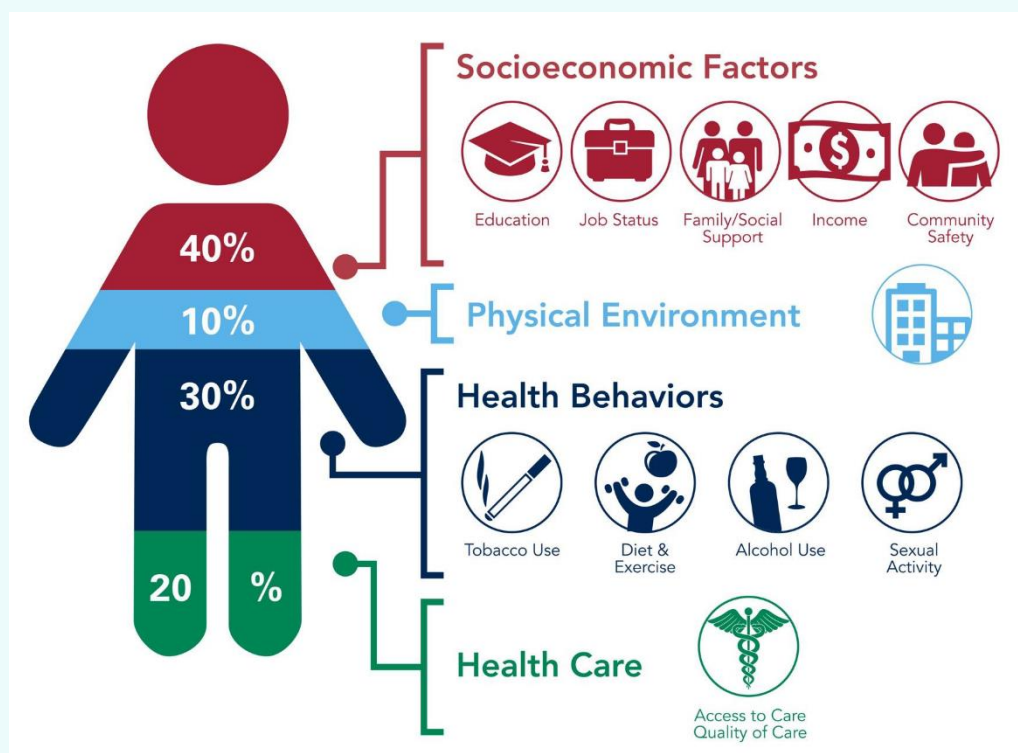 Socioeconomic Factors
Education
Job Status
Family/Social
Support
Income
Community
Safety
40%
10%
Physical Environment
30%
Health Behaviors
Tobacco Use
Diet &
Exercise
Alcohol Use
Sexual
Activity
20 %
Health Care
Access to Care
Quality of Care